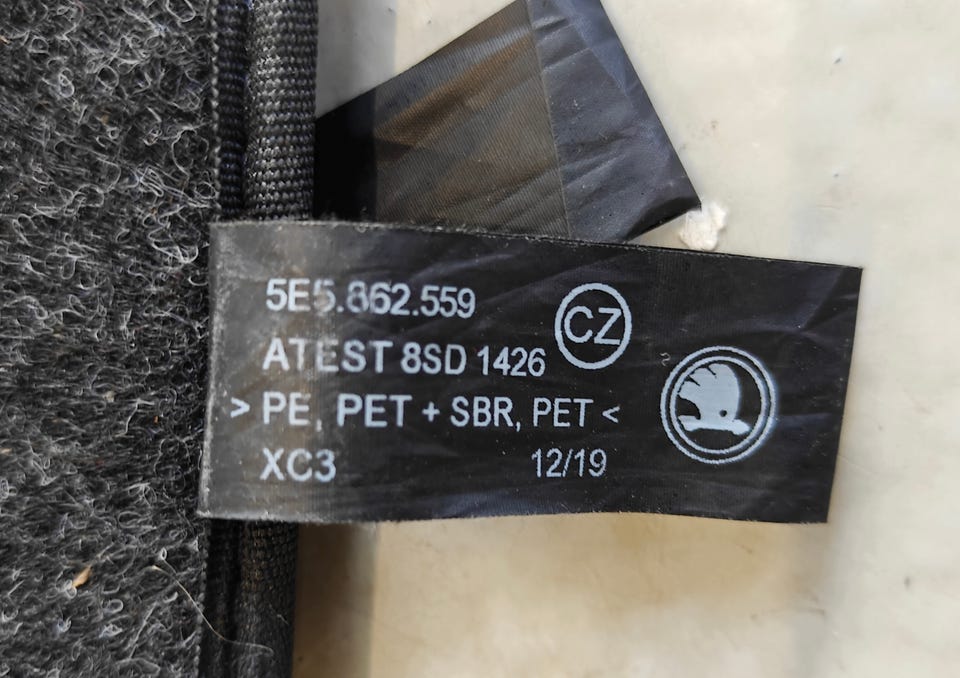 5E5.862.559
CZ
ATEST 8SD 1426
> PE, PET + SBR, PET <
XC3 12/19